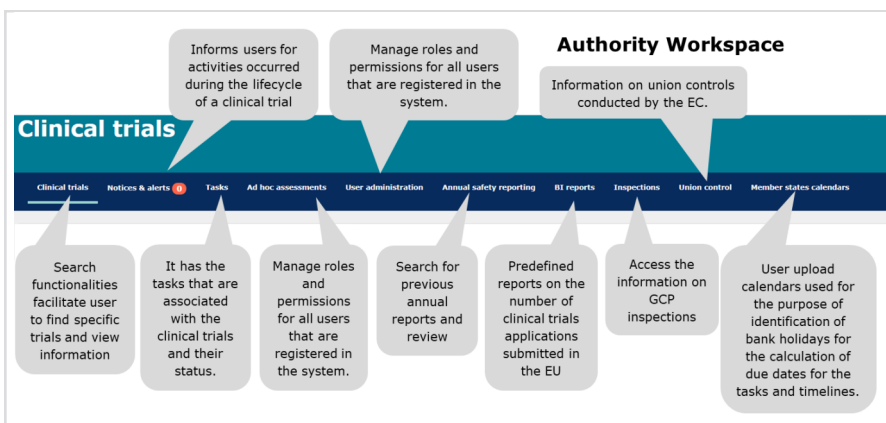 Authority Workspace
Informs users for
activities occurred
during the lifecycle
of a clinical trial
Manage roles and
permissions for all users
that are registered in the
system.
Information on union controls
conducted by the EC.
Clinical trials
Clinical trials Notices & alerts 0 Tasks Ad hoc assessments User administration Annual safety reporting BI reports Inspections Union control Member states calendars
Search
functionalities
facilitate user
to find specific
trials and view
information
It has the
tasks that are
associated
with the
clinical trials
and their
status.
Manage roles
and
permissions
for all users
that are
registered in
the system.
Search for
previous
annual
reports and
review
Predefined
reports on the
number of
clinical trials
applications
submitted in
the EU
Access the
information on
GCP
inspections
User upload
calendars used for
the purpose of
identification of
bank holidays for
the calculation of
due dates for the
tasks and timelines.